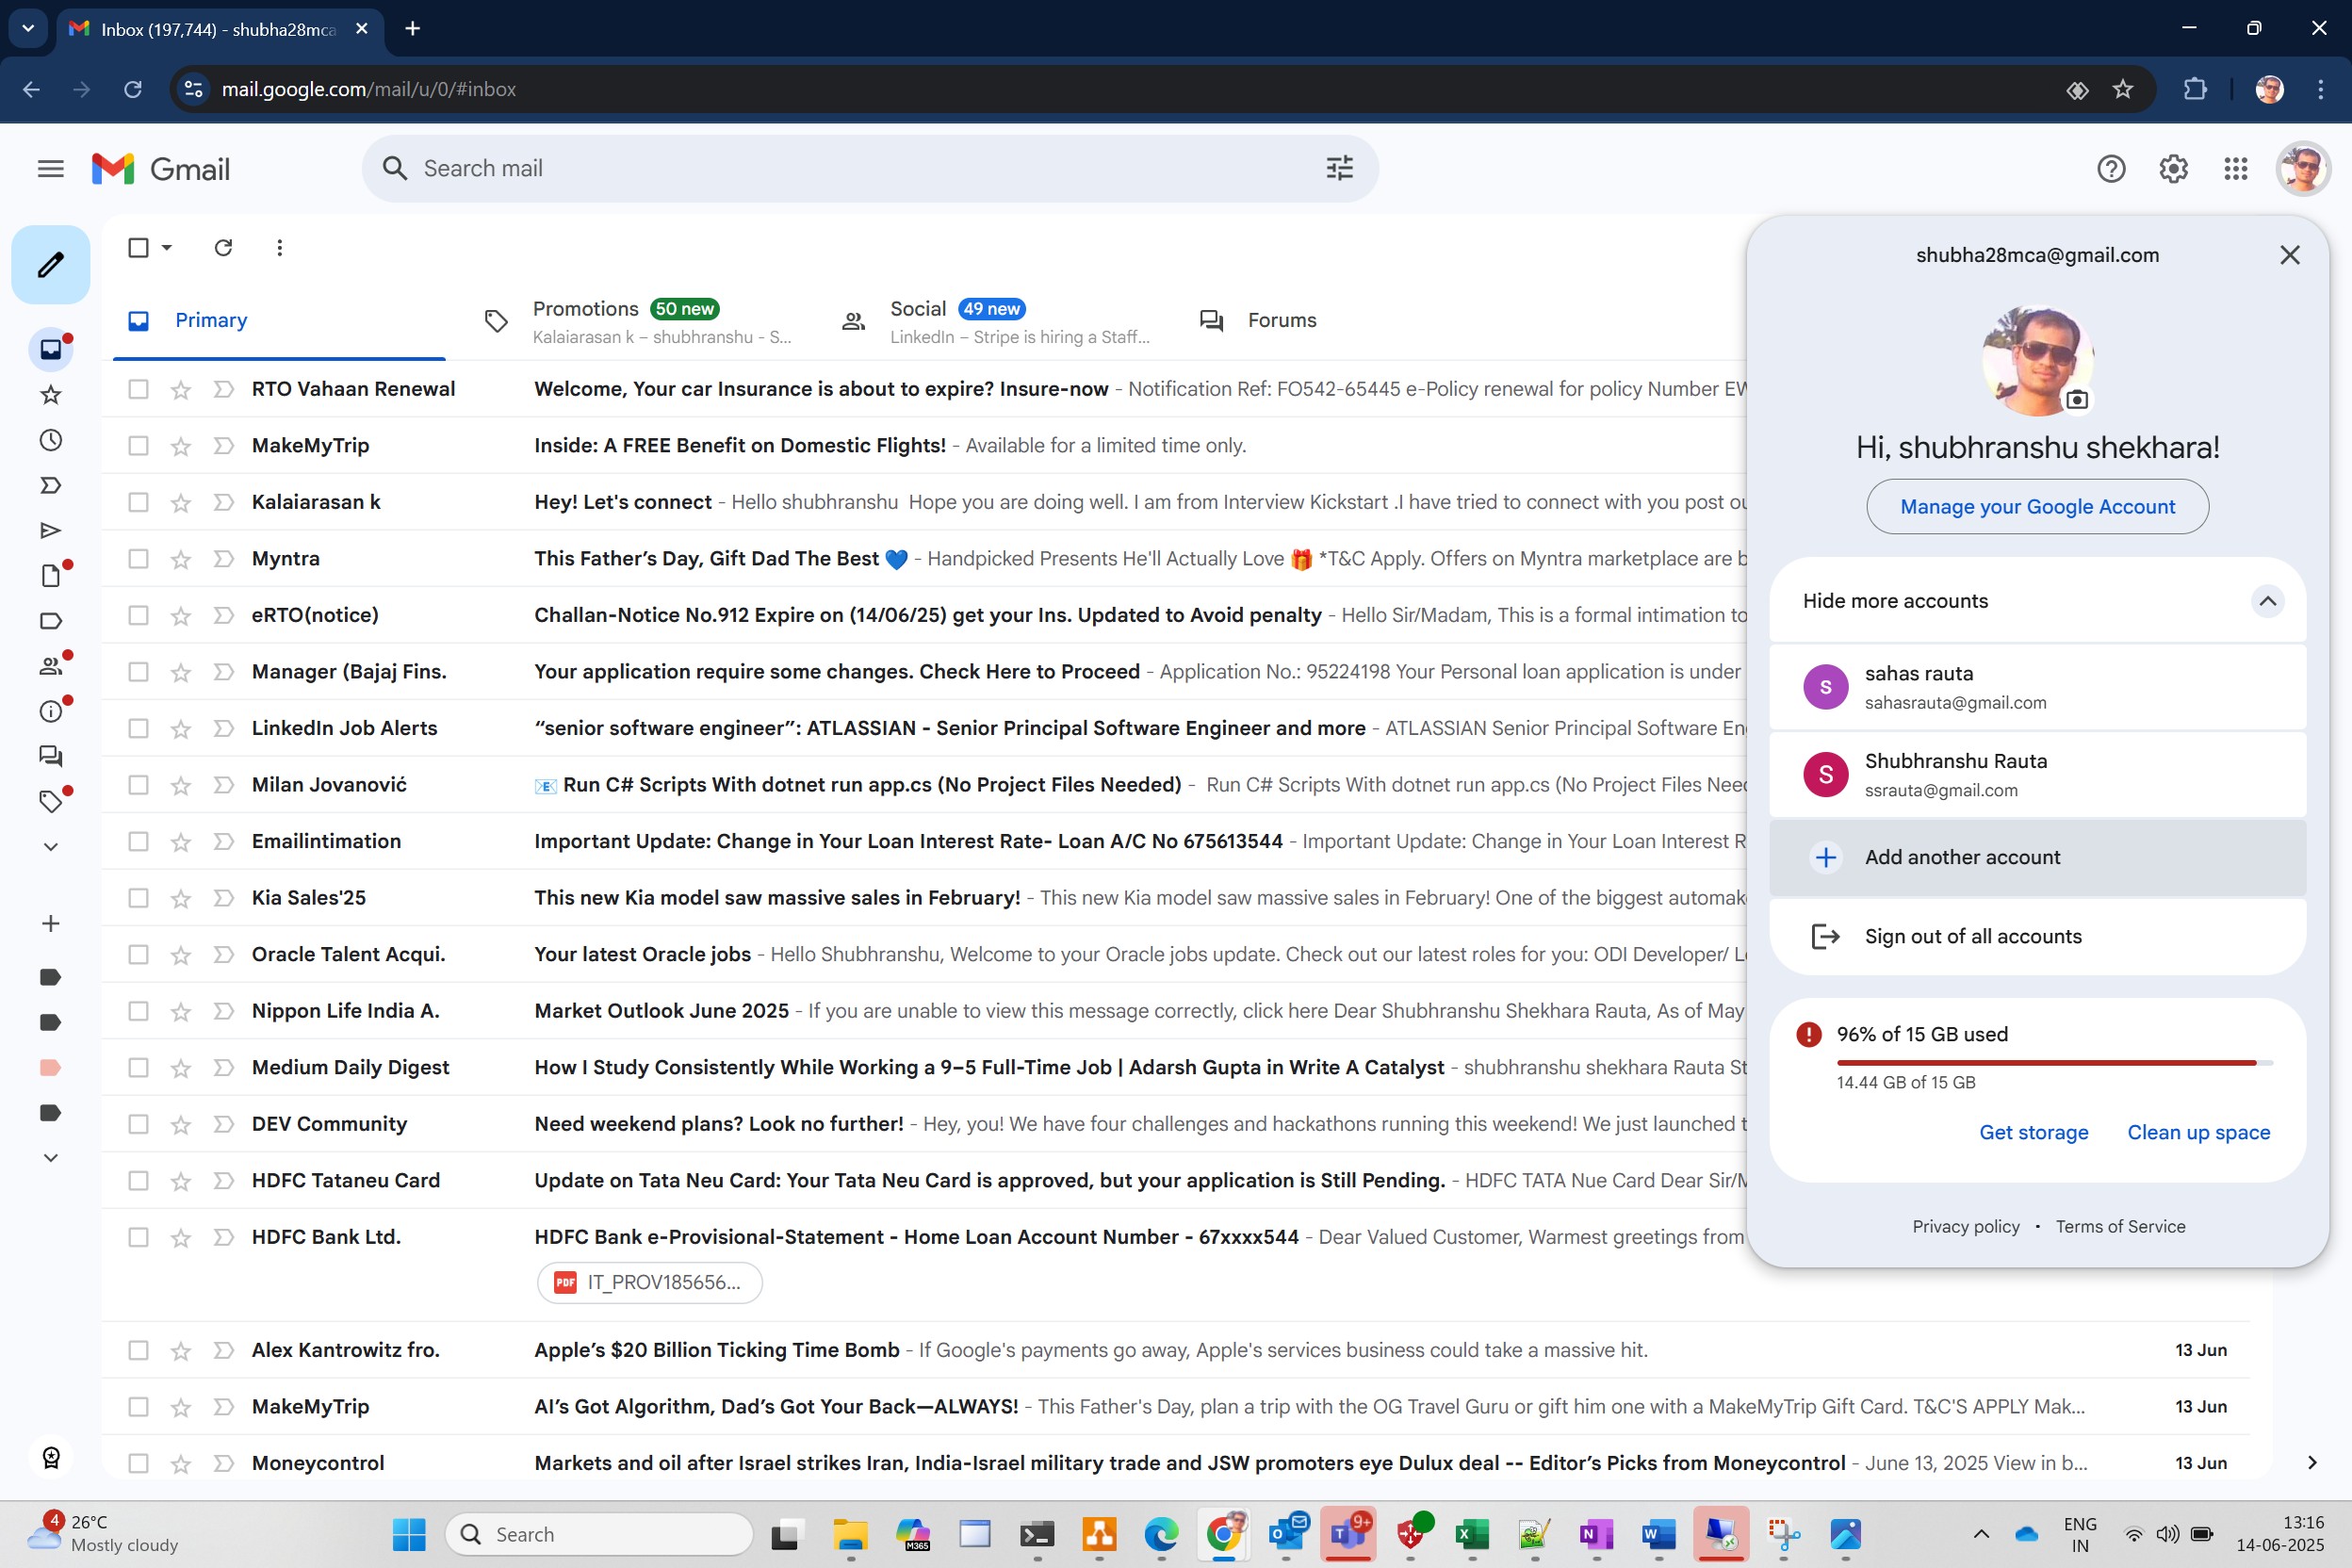 Inbox (197,744) - shubha28mca
mail.google.com/mail/u/0/#inbox
Gmail
Search mail
Primary
Promotions 50 new
Kalaiarasan k – shubhranshu - S...
Social 49 new
LinkedIn – Stripe is hiring a Staff...
Forums
RTO Vahaan Renewal Welcome, Your car Insurance is about to expire? Insure-now - Notification Ref: FO542-65445 e-Policy renewal for policy Number EW
MakeMyTrip Inside: A FREE Benefit on Domestic Flights! - Available for a limited time only.
Kalaiarasan k Hey! Let's connect - Hello shubhranshu Hope you are doing well. I am from Interview Kickstart .I have tried to connect with you post
Myntra This Father’s Day, Gift Dad The Best 💙 - Handpicked Presents He'll Actually Love 🎁 *T&C Apply. Offers on Myntra marketplace are
eRTO(notice) Challan-Notice No.912 Expire on (14/06/25) get your Ins. Updated to Avoid penalty - Hello Sir/Madam, This is a formal intimation to
Manager (Bajaj Fins. Your application require some changes. Check Here to Proceed - Application No.: 95224198 Your Personal loan application is under
LinkedIn Job Alerts “senior software engineer”: ATLASSIAN - Senior Principal Software Engineer and more - ATLASSIAN Senior Principal Software
Milan Jovanović 📧 Run C# Scripts With dotnet run app.cs (No Project Files Needed) - Run C# Scripts With dotnet run app.cs (No Project Files
Emailintimation Important Update: Change in Your Loan Interest Rate- Loan A/C No 675613544 - Important Update: Change in Your Loan Interest
Kia Sales'25 This new Kia model saw massive sales in February! - This new Kia model saw massive sales in February! One of the biggest
Oracle Talent Acqui. Your latest Oracle jobs - Hello Shubhranshu, Welcome to your Oracle jobs update. Check out our latest roles for you: ODI Developer/
Nippon Life India A. Market Outlook June 2025 - If you are unable to view this message correctly, click here Dear Shubhranshu Shekhara Rauta, As of May
Medium Daily Digest How I Study Consistently While Working a 9–5 Full-Time Job | Adarsh Gupta in Write A Catalyst - shubhranshu shekhara Rauta
DEV Community Need weekend plans? Look no further! - Hey, you! We have four challenges and hackathons running this weekend! We just launched
HDFC Tataneu Card Update on Tata Neu Card: Your Tata Neu Card is approved, but your application is Still Pending. - HDFC TATA Nue Card Dear
HDFC Bank Ltd. HDFC Bank e-Provisional-Statement - Home Loan Account Number - 67xxxx544 - Dear Valued Customer, Warmest greetings from
PDF IT_PROV185656...
Alex Kantrowitz fro. Apple’s $20 Billion Ticking Time Bomb - If Google's payments go away, Apple's services business could take a massive hit. 13 Jun
MakeMyTrip AI’s Got Algorithm, Dad’s Got Your Back—ALWAYS! - This Father's Day, plan a trip with the OG Travel Guru or gift him one with a MakeMyTrip Gift Card. T&C'S APPLY Mak... 13 Jun
Moneycontrol Markets and oil after Israel strikes Iran, India-Israel military trade and JSW promoters eye Dulux deal -- Editor’s Picks from Moneycontrol - June 13, 2025 View in b... 13 Jun
shubha28mca@gmail.com
Hi, shubhranshu shekhara!
Manage your Google Account
Hide more accounts
S
sahas rauta
sahasrauta@gmail.com
S
Shubhranshu Rauta
ssrauta@gmail.com
Add another account
Sign out of all accounts
96% of 15 GB used
14.44 GB of 15 GB
Get storage
Clean up space
Privacy policy · Terms of Service
4
26°C
Mostly cloudy
Search
M365
9+
ENG
IN
13:16
14-06-2025